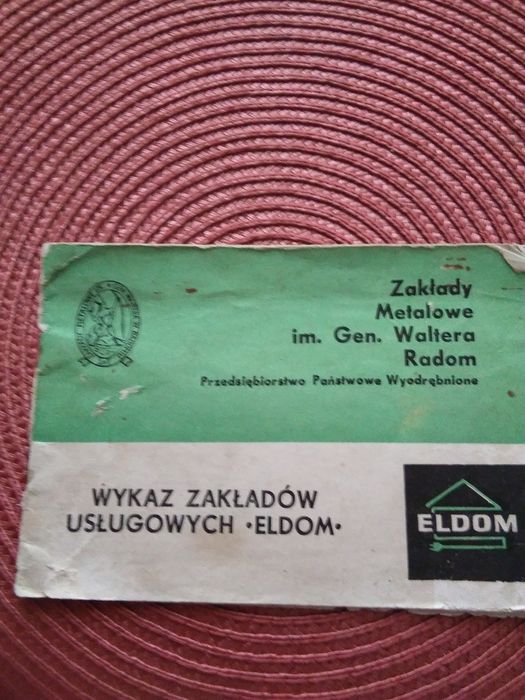 Zakłady
Metalowe
im. Gen. Waltera
Radom
Przedsiębiorstwo Państwowe Wyodrębnione
WYKAZ ZAKŁADÓW
USŁUGOWYCH •ELDOM•
ELDOM